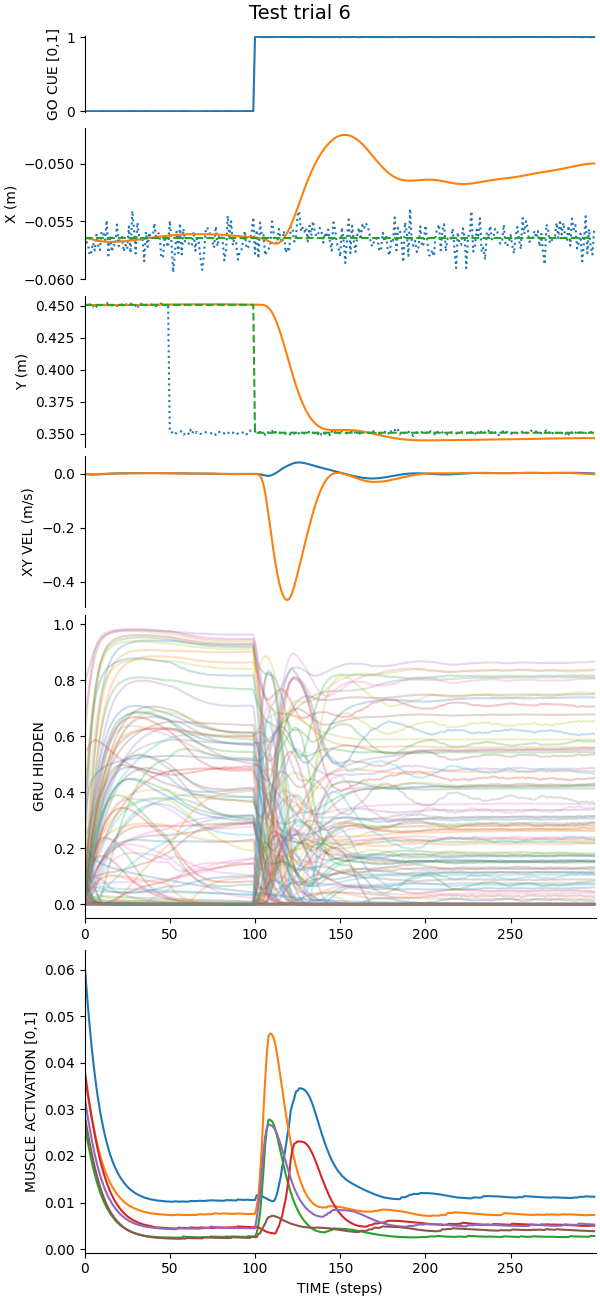 Test trial 6
GO CUE [0,1]
1
0
X (m)
−0.050
−0.055
−0.060
Y (m)
0.450
0.425
0.400
0.375
0.350
XY VEL (m/s)
0.0
−0.2
−0.4
GRU HIDDEN
1.0
0.8
0.6
0.4
0.2
0.0
0 50 100 150 200 250
MUSCLE ACTIVATION [0,1]
0.06
0.05
0.04
0.03
0.02
0.01
0.00
0 50 100 150 200 250
TIME (steps)